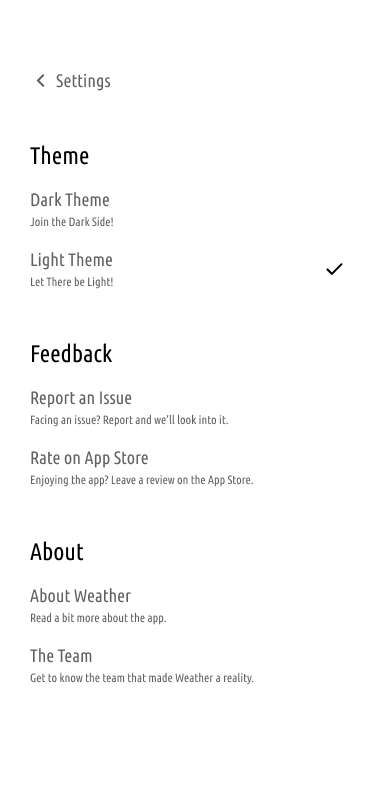 Settings
Theme
Dark Theme
Join the Dark Side!
Light Theme
Let There be Light!
Feedback
Report an Issue
Facing an issue? Report and we'll look into it.
Rate on App Store
Enjoying the app? Leave a review on the App Store.
About
About Weather
Read a bit more about the app.
The Team
Get to know the team that made Weather a reality.